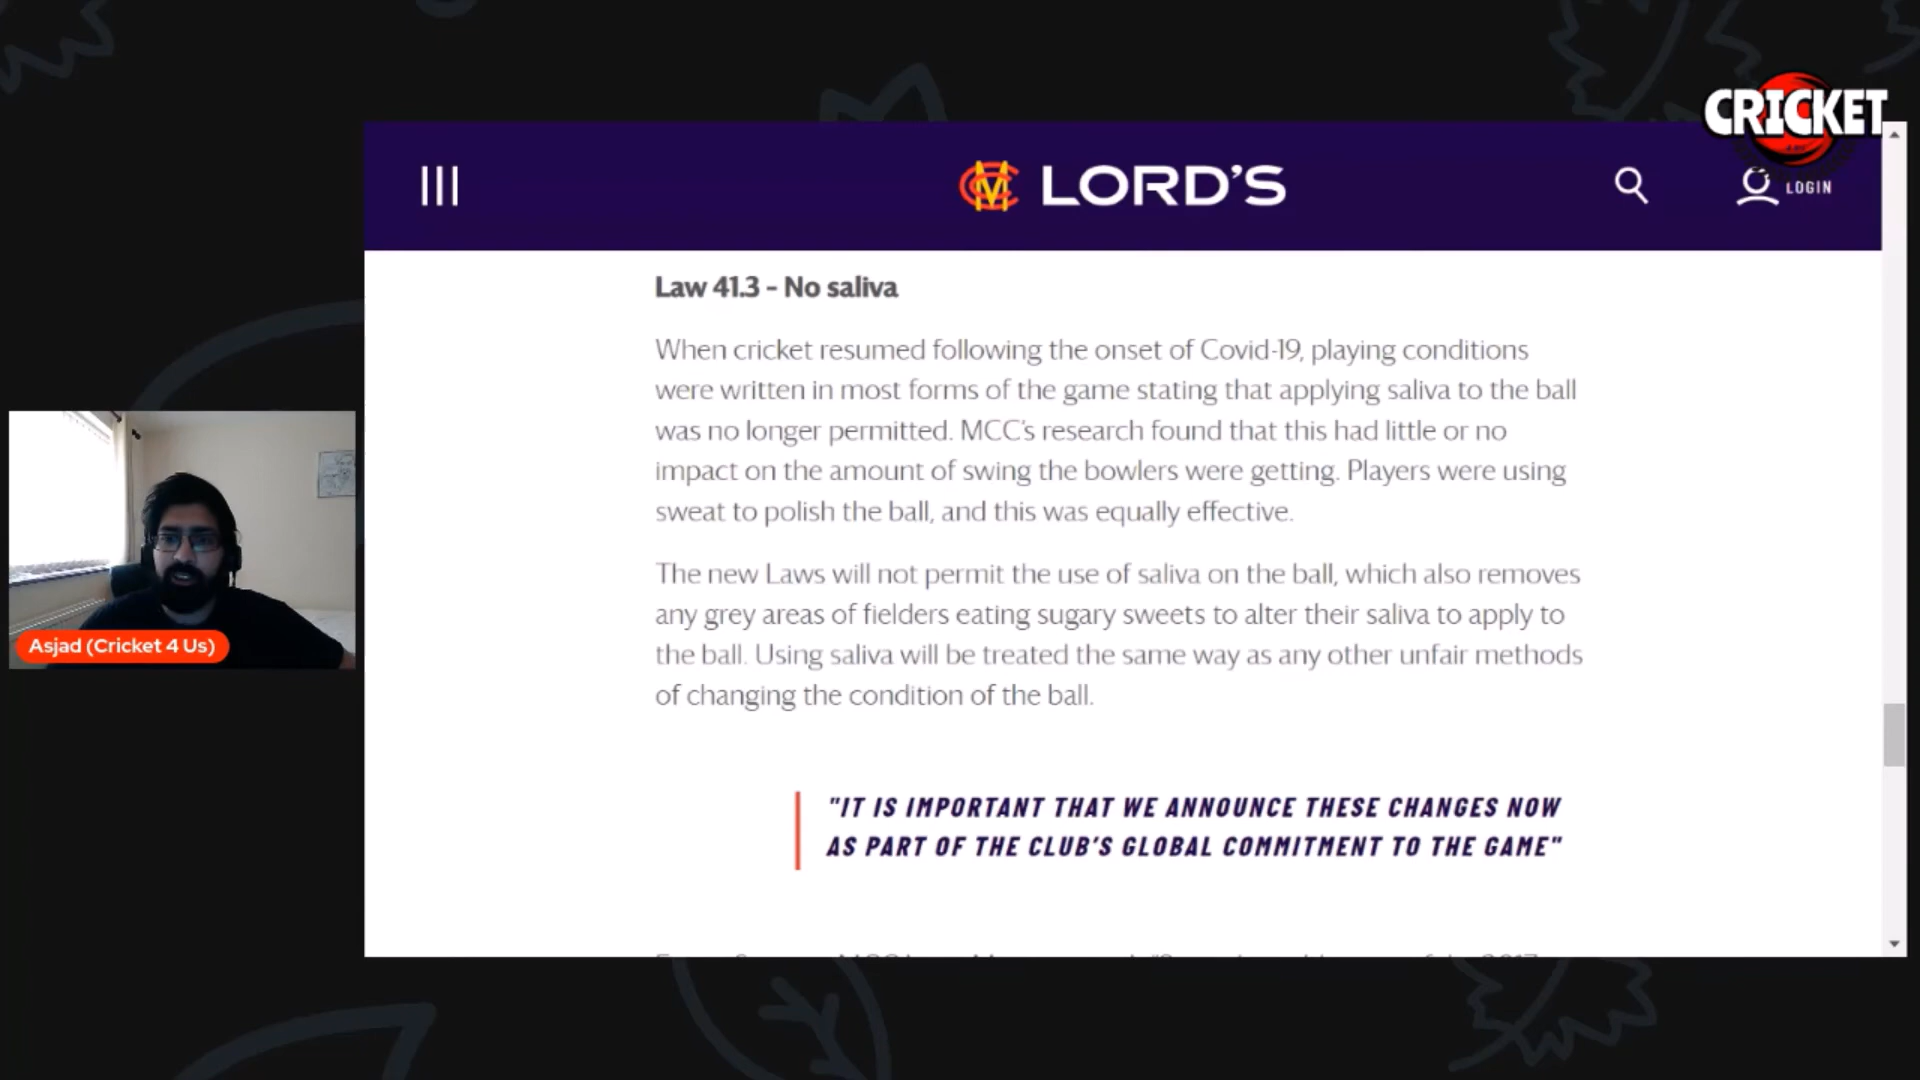 CRICKET
LORD'S
LOGIN
Law 41.3 - No saliva
When cricket resumed following the onset of Covid-19, playing conditions
were written in most forms of the game stating that applying saliva to the ball
was no longer permitted. MCC's research found that this had little or no
impact on the amount of swing the bowlers were getting. Players were using
sweat to polish the ball, and this was equally effective.
The new Laws will not permit the use of saliva on the ball, which also removes
any grey areas of fielders eating sugary sweets to alter their saliva to apply to
the ball. Using saliva will be treated the same way as any other unfair methods
of changing the condition of the ball.
"IT IS IMPORTANT THAT WE ANNOUNCE THESE CHANGES NOW
AS PART OF THE CLUB'S GLOBAL COMMITMENT TO THE GAME"
Asjad (Cricket 4 Us)